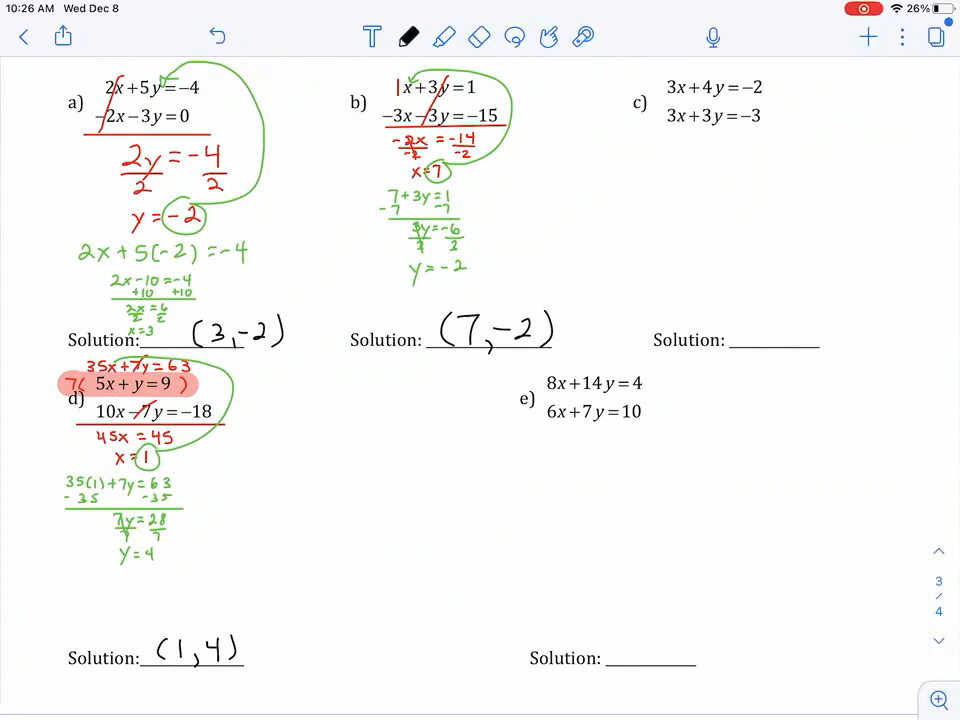 10:26 AM Wed Dec 8
26%
T
a)
2x + 5y = −4
−2x − 3y = 0
2y = −4
2 2
y = −2
2x + 5(−2) = −4
2x − 10 = −4
+10 +10
2x = 6
2 2
x = 3
Solution: (3, −2)
b)
1x + 3y = 1
−3x − 3y = −15
−2x = −14
−2 −2
x = 7
7 + 3y = 1
−7 −7
3y = −6
3 3
y = −2
Solution: (7, −2)
c)
3x + 4y = −2
3x + 3y = −3
Solution:
d)
35x + 7y = 63
7( 5x + y = 9 )
10x − 7y = −18
45x = 45
x = 1
35(1) + 7y = 63
− 35 −35
7y = 28
7 7
y = 4
Solution: (1, 4)
e)
8x + 14y = 4
6x + 7y = 10
Solution:
3
/
4